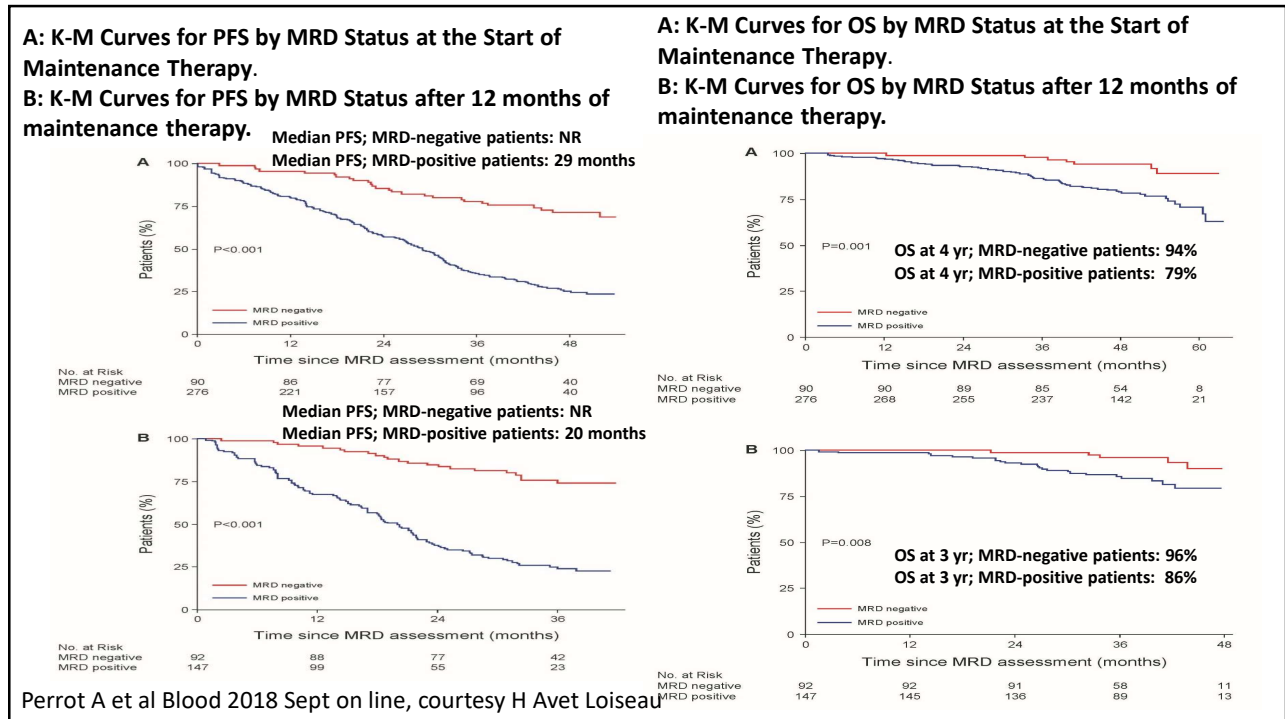 A: K-M Curves for PFS by MRD Status at the Start of
Maintenance Therapy.
B: K-M Curves for PFS by MRD Status after 12 months of
maintenance therapy.
Median PFS; MRD-negative patients: NR
Median PFS; MRD-positive patients: 29 months
A
100
75
50
25
0
Patients (%)
P<0.001
MRD negative
MRD positive
0 12 24 36 48
Time since MRD assessment (months)
No. at Risk
MRD negative 90 86 77 69 40
MRD positive 276 221 157 96 40
Median PFS; MRD-negative patients: NR
Median PFS; MRD-positive patients: 20 months
B
100
75
50
25
0
Patients (%)
P<0.001
MRD negative
MRD positive
0 12 24 36
Time since MRD assessment (months)
No. at Risk
MRD negative 92 88 77 42
MRD positive 147 99 55 23
Perrot A et al Blood 2018 Sept on line, courtesy H Avet Loiseau
A: K-M Curves for OS by MRD Status at the Start of
Maintenance Therapy.
B: K-M Curves for OS by MRD Status after 12 months of
maintenance therapy.
A
100
75
50
25
0
Patients (%)
P=0.001
OS at 4 yr; MRD-negative patients: 94%
OS at 4 yr; MRD-positive patients: 79%
MRD negative
MRD positive
0 12 24 36 48 60
Time since MRD assessment (months)
No. at Risk
MRD negative 90 90 89 85 54 8
MRD positive 276 268 255 237 142 21
B
100
75
50
25
0
Patients (%)
P=0.008
OS at 3 yr; MRD-negative patients: 96%
OS at 3 yr; MRD-positive patients: 86%
MRD negative
MRD positive
0 12 24 36 48
Time since MRD assessment (months)
No. at Risk
MRD negative 92 92 91 58 11
MRD positive 147 145 136 89 13